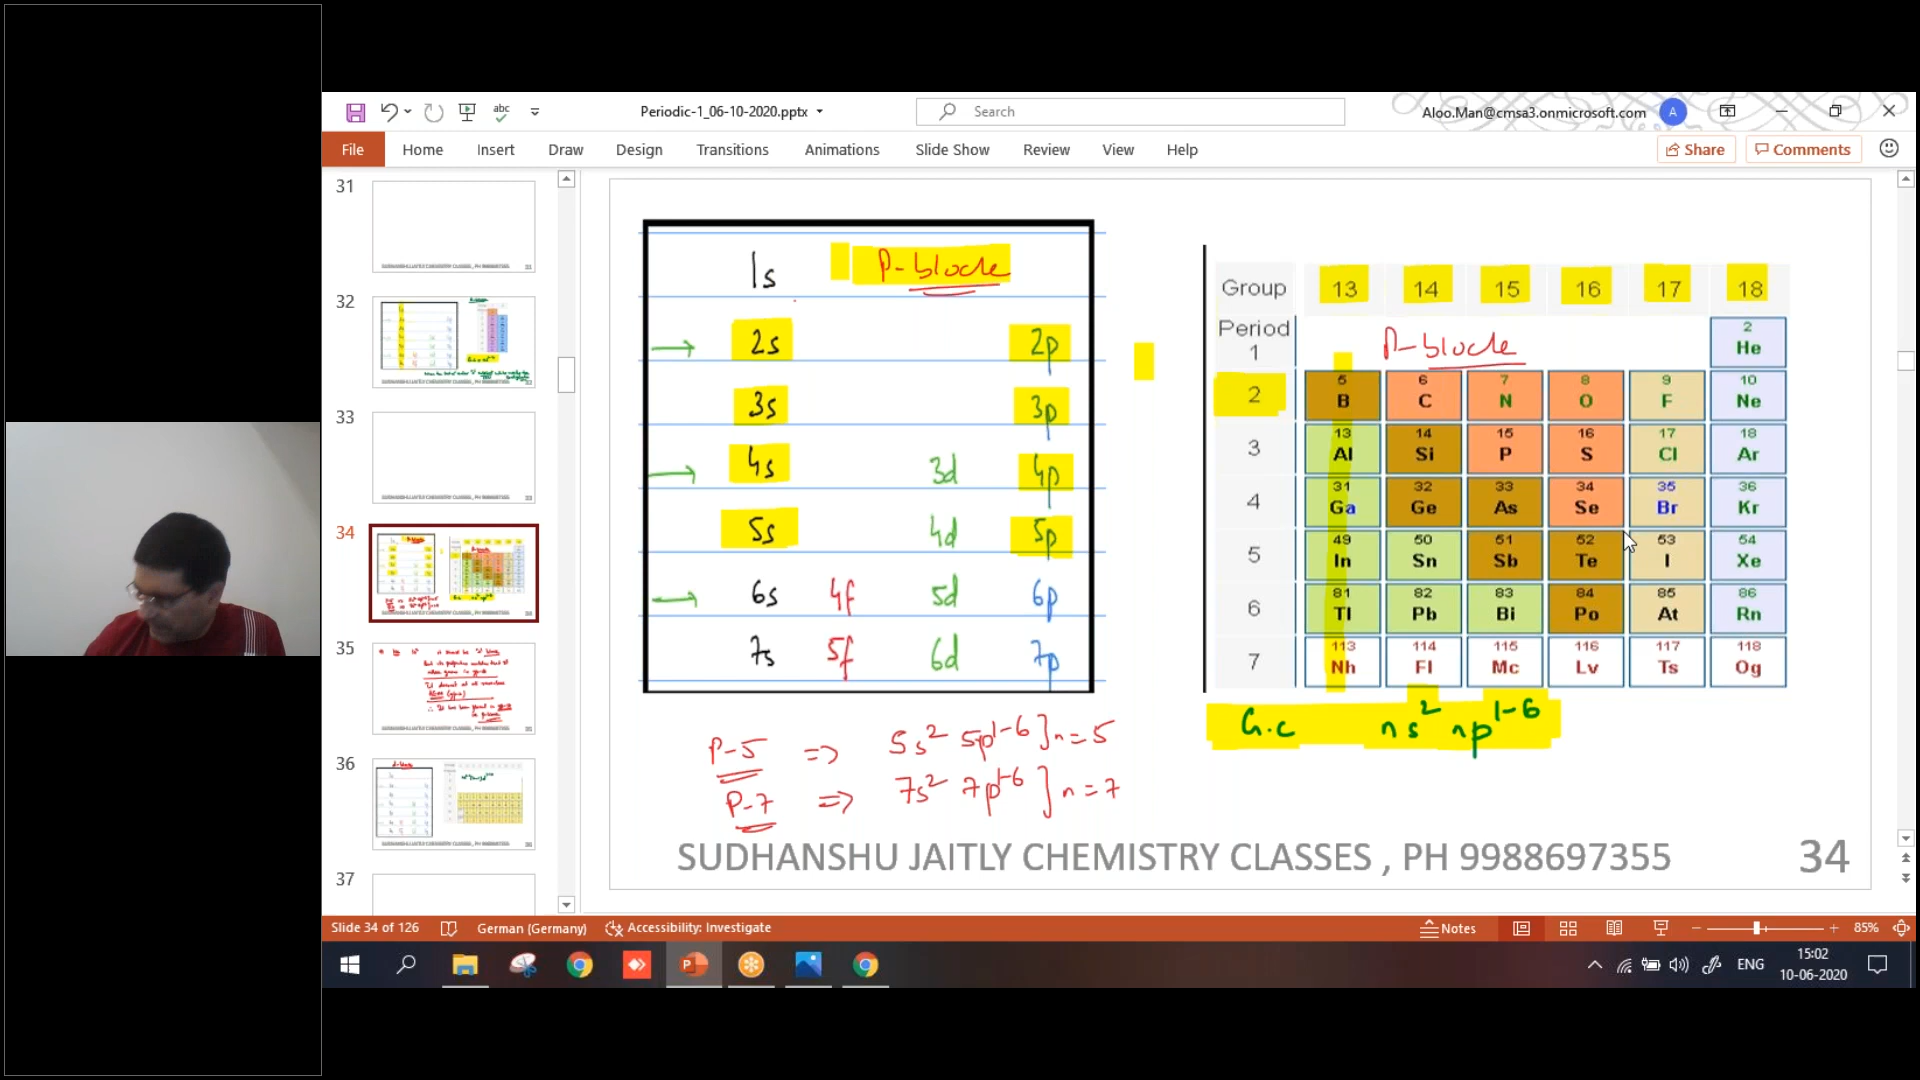 Periodic-1_06-10-2020.pptx
Search
Aloo.Man@cmsa3.onmicrosoft.com
A
File Home Insert Draw Design Transitions Animations Slide Show Review View Help
Share Comments
31
32
33
34
35
36
37
1s P-block
2s 2p
3s 3p
4s 3d 4p
5s 4d 5p
6s 4f 5d 6p
7s 5f 6d 7p
P-5 => 5s² 5p¹⁻⁶ ] n=5
P-7 => 7s² 7p¹⁻⁶ ] n=7
Group 13 14 15 16 17 18
Period
P-block
1 2 He
2 5 B 6 C 7 N 8 O 9 F 10 Ne
3 13 Al 14 Si 15 P 16 S 17 Cl 18 Ar
4 31 Ga 32 Ge 33 As 34 Se 35 Br 36 Kr
5 49 In 50 Sn 51 Sb 52 Te 53 I 54 Xe
6 81 Tl 82 Pb 83 Bi 84 Po 85 At 86 Rn
7 113 Nh 114 Fl 115 Mc 116 Lv 117 Ts 118 Og
G.c ns² np¹⁻⁶
SUDHANSHU JAITLY CHEMISTRY CLASSES , PH 9988697355 34
Slide 34 of 126 German (Germany) Accessibility: Investigate Notes 85%
ENG 15:02
10-06-2020